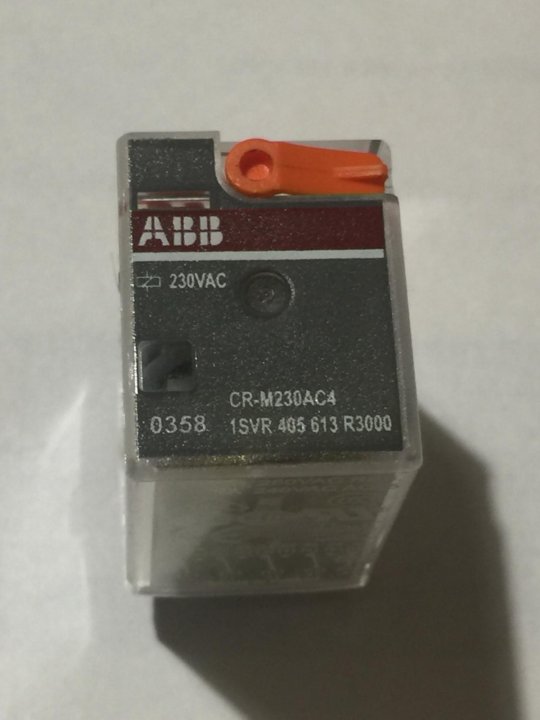 ABB
230VAC
CR-M230AC4
0358 1SVR 405 613 R3000